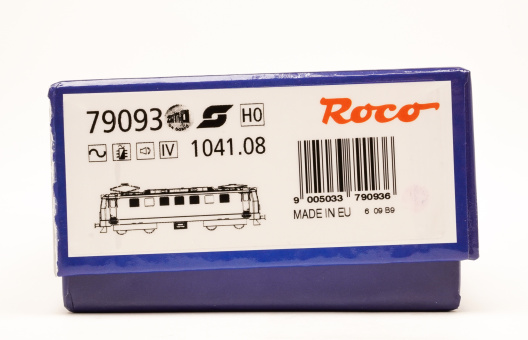 79093 H0
Roco
IV 1041.08
9 005033 790936
MADE IN EU 6 09 B9